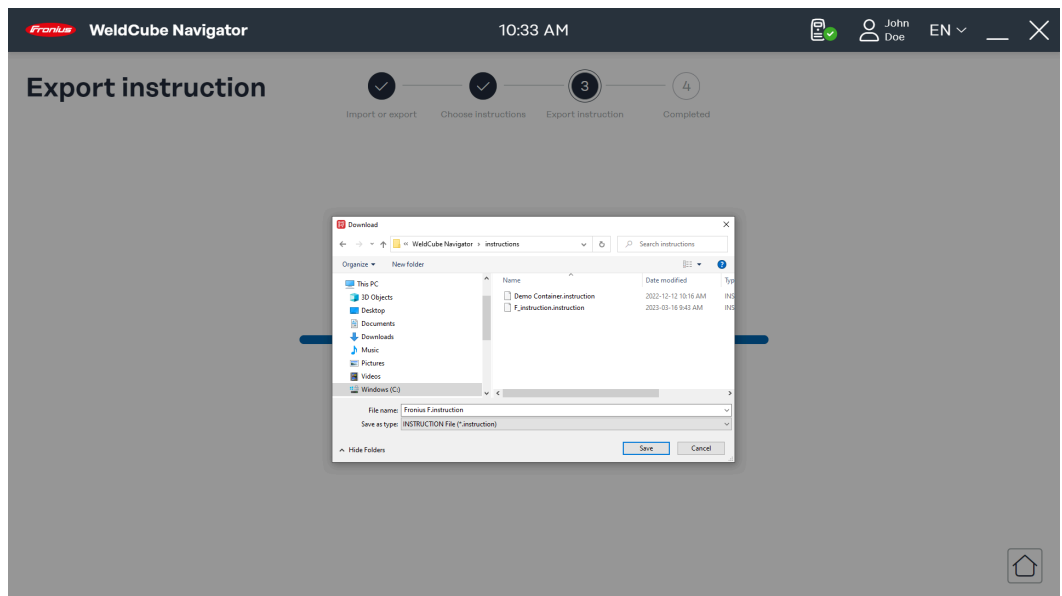 Fronius WeldCube Navigator 10:33 AM John Doe EN
Export instruction
3 4
Import or export Choose instructions Export instruction Completed
Download
« WeldCube Navigator › instructions Search instructions
Organize New folder
Name Date modified Typ
This PC
3D Objects
Desktop
Documents
Downloads
Music
Pictures
Videos
Windows (C:)
Demo Container.instruction 2022-12-12 10:16 AM INS
F_instruction.instruction 2023-03-16 9:43 AM INS
File name: Fronius F.instruction
Save as type: INSTRUCTION File (*.instruction)
Hide Folders Save Cancel